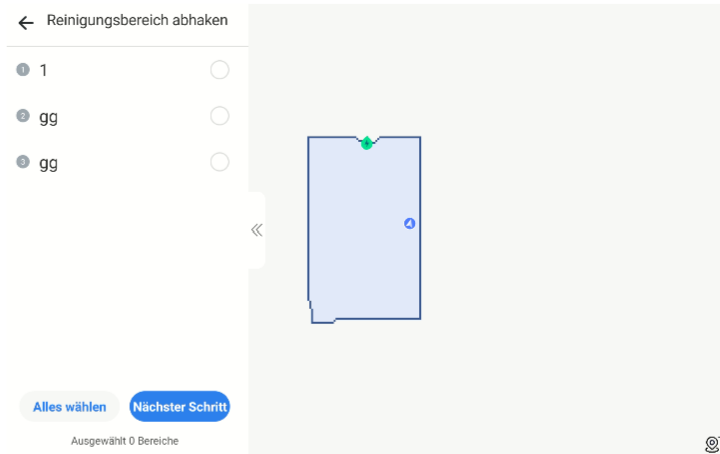 Reinigungsbereich abhaken
1 1
2 gg
3 gg
Alles wählen
Nächster Schritt
Ausgewählt 0 Bereiche